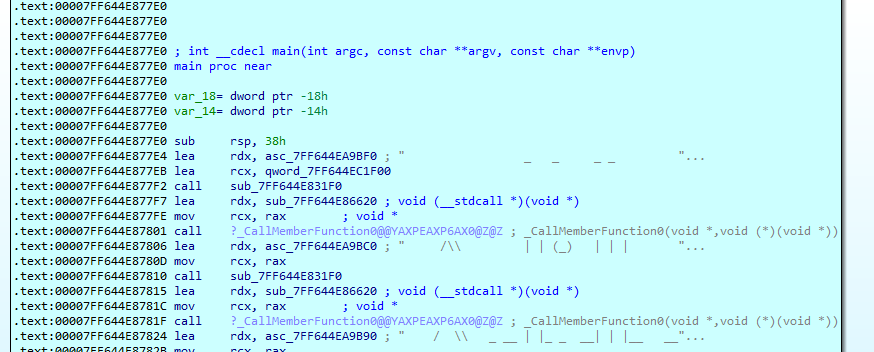 .text:00007FF644E877E0
.text:00007FF644E877E0
.text:00007FF644E877E0
.text:00007FF644E877E0 ; int __cdecl main(int argc, const char **argv, const char **envp)
.text:00007FF644E877E0 main proc near
.text:00007FF644E877E0
.text:00007FF644E877E0 var_18= dword ptr -18h
.text:00007FF644E877E0 var_14= dword ptr -14h
.text:00007FF644E877E0
.text:00007FF644E877E0 sub     rsp, 38h
.text:00007FF644E877E4 lea     rdx, asc_7FF644EA9BF0 ; "                _   _     _ _         "...
.text:00007FF644E877EB lea     rcx, qword_7FF644EC1F00
.text:00007FF644E877F2 call    sub_7FF644E831F0
.text:00007FF644E877F7 lea     rdx, sub_7FF644E86620 ; void (__stdcall *)(void *)
.text:00007FF644E877FE mov     rcx, rax        ; void *
.text:00007FF644E87801 call    ?_CallMemberFunction0@@YAXPEAXP6AX0@Z@Z ; _CallMemberFunction0(void *,void (*)(void *))
.text:00007FF644E87806 lea     rdx, asc_7FF644EA9BC0 ; "     /\\         | | (_)   | | |       "...
.text:00007FF644E8780D mov     rcx, rax
.text:00007FF644E87810 call    sub_7FF644E831F0
.text:00007FF644E87815 lea     rdx, sub_7FF644E86620 ; void (__stdcall *)(void *)
.text:00007FF644E8781C mov     rcx, rax        ; void *
.text:00007FF644E8781F call    ?_CallMemberFunction0@@YAXPEAXP6AX0@Z@Z ; _CallMemberFunction0(void *,void (*)(void *))
.text:00007FF644E87824 lea     rdx, asc_7FF644EA9B90 ; "    /  \\   _ __ | |_ _  __| | |__   __"...
.text:00007FF644E8782B mov     rcx, rax